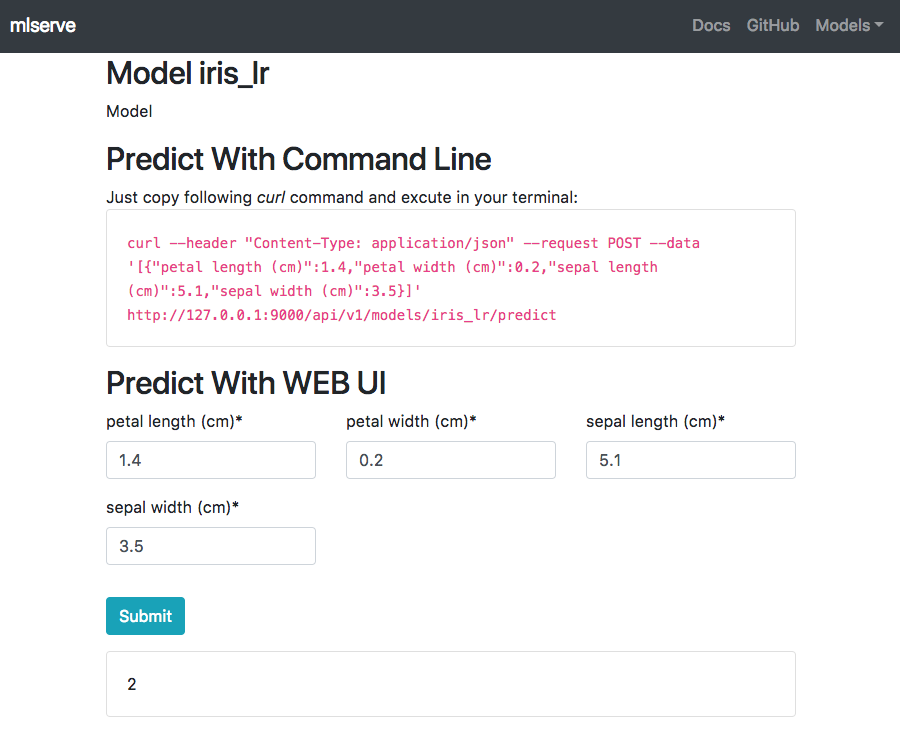 mlserve Docs GitHub Models
Model iris_lr
Model
Predict With Command Line
Just copy following curl command and excute in your terminal:
curl --header "Content-Type: application/json" --request POST --data
'[{"petal length (cm)":1.4,"petal width (cm)":0.2,"sepal length
(cm)":5.1,"sepal width (cm)":3.5}]'
http://127.0.0.1:9000/api/v1/models/iris_lr/predict
Predict With WEB UI
petal length (cm)* petal width (cm)* sepal length (cm)*
1.4 0.2 5.1
sepal width (cm)*
3.5
Submit
2